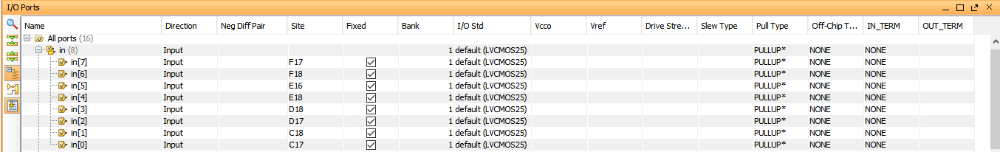 I/O Ports
Name Direction Neg Diff Pair Site Fixed Bank I/O Std Vcco Vref Drive Stre... Slew Type Pull Type Off-Chip T... IN_TERM OUT_TERM
All ports (16)
in (8) Input 1 default (LVCMOS25) PULLUP* NONE NONE
in[7] Input F17 1 default (LVCMOS25) PULLUP* NONE NONE
in[6] Input F18 1 default (LVCMOS25) PULLUP* NONE NONE
in[5] Input E16 1 default (LVCMOS25) PULLUP* NONE NONE
in[4] Input E18 1 default (LVCMOS25) PULLUP* NONE NONE
in[3] Input D18 1 default (LVCMOS25) PULLUP* NONE NONE
in[2] Input D17 1 default (LVCMOS25) PULLUP* NONE NONE
in[1] Input C18 1 default (LVCMOS25) PULLUP* NONE NONE
in[0] Input C17 1 default (LVCMOS25) PULLUP* NONE NONE